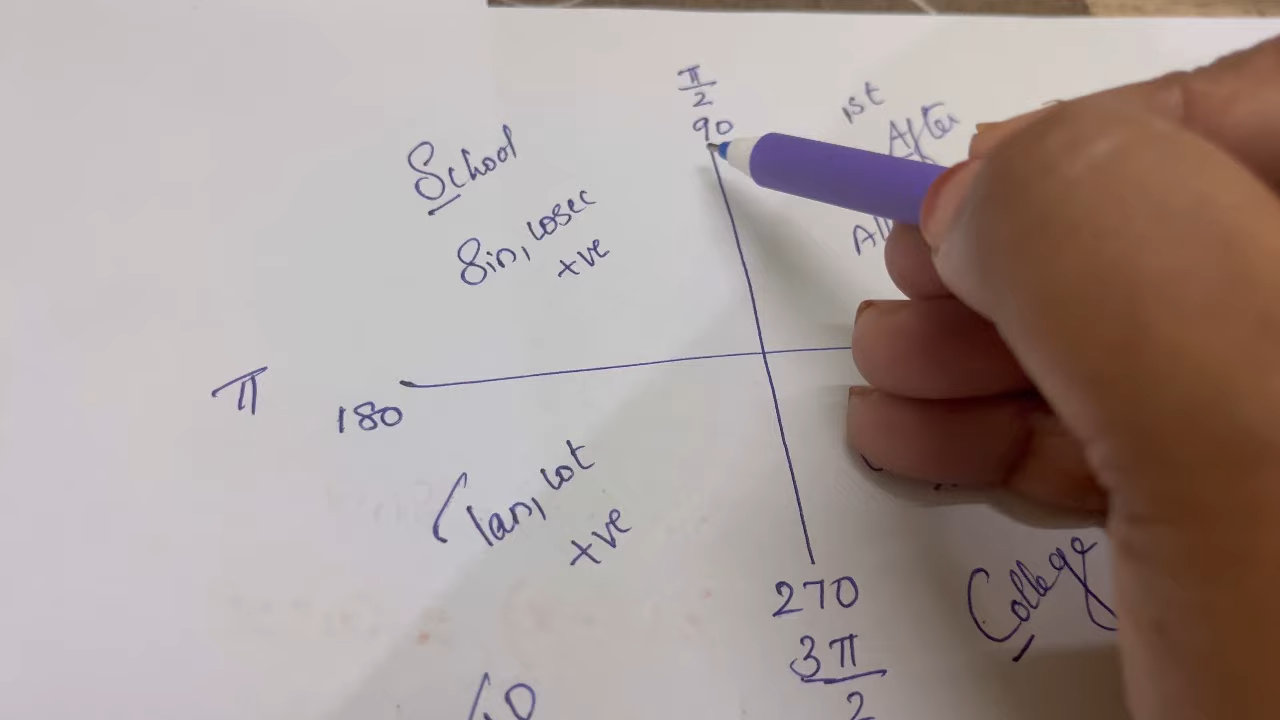 π
2
90
1st
After
School
Sin, cosec
+ve
All
π
180
Tan, cot
+ve
270
3π
2
College